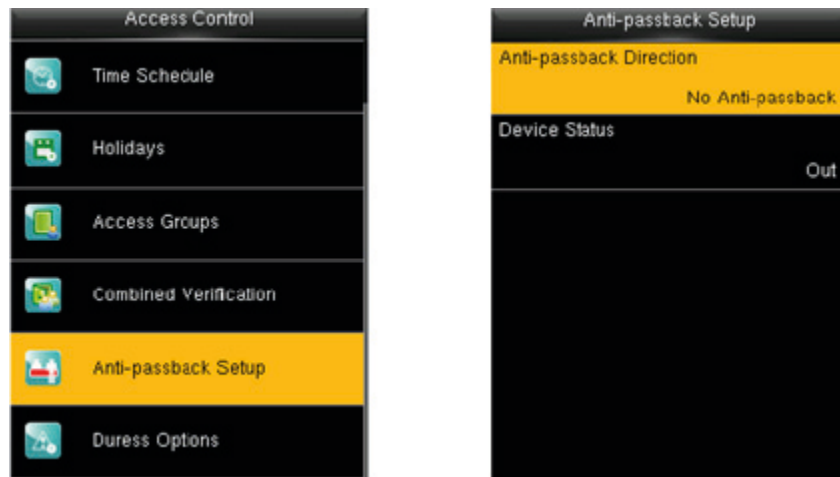 Access Control
Time Schedule
Holidays
Access Groups
Combined Verification
Anti-passback Setup
Duress Options
Anti-passback Setup
Anti-passback Direction
No Anti-passback
Device Status
Out